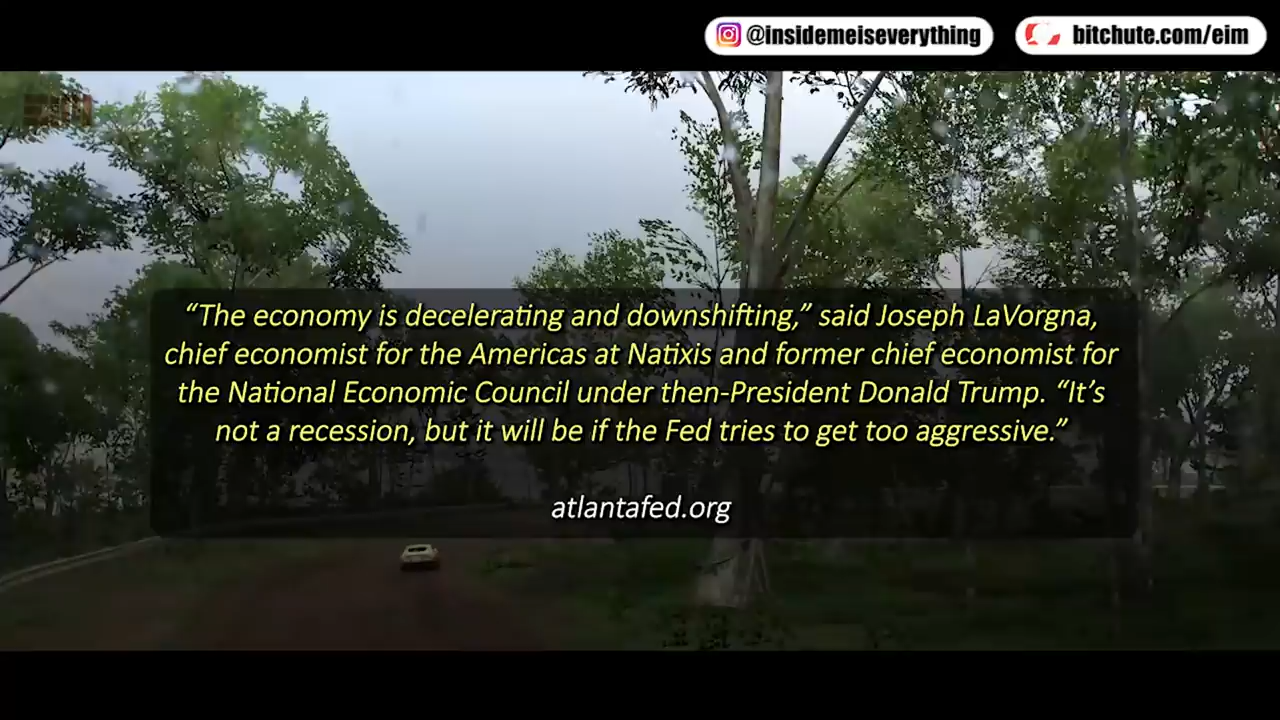 @insidemeiseverything
bitchute.com/eim
“The economy is decelerating and downshifting,” said Joseph LaVorgna,
chief economist for the Americas at Natixis and former chief economist for
the National Economic Council under then-President Donald Trump. “It’s
not a recession, but it will be if the Fed tries to get too aggressive.”
atlantafed.org